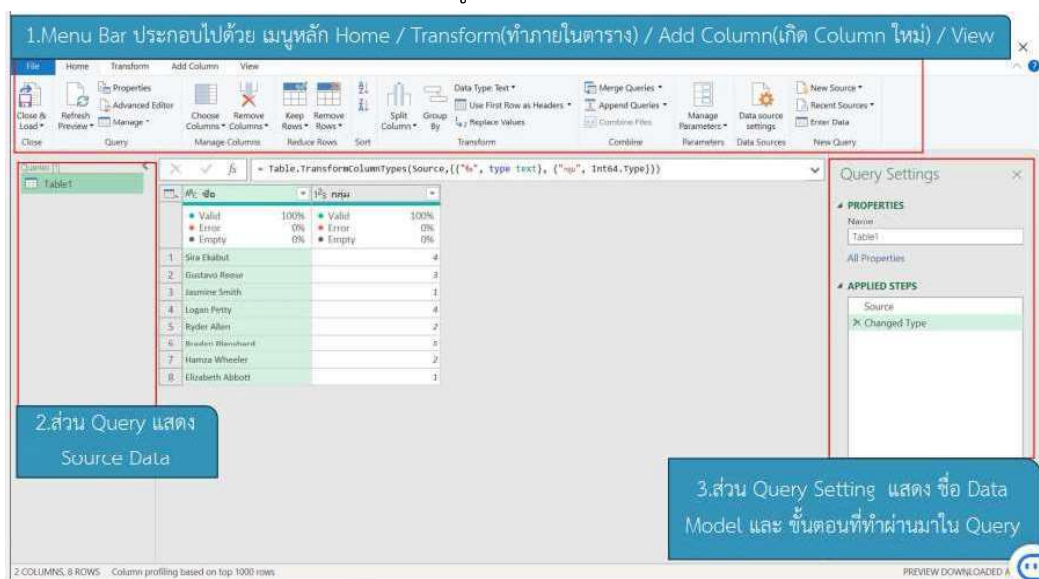 1.Menu Bar ประกอบไปด้วย เมนูหลัก Home / Transform(ทำภายในตาราง) / Add Column(เกิด Column ใหม่) / View
File Home Transform Add Column View
Close & Load
Refresh Preview
Properties
Advanced Editor
Manage
Choose Columns
Remove Columns
Keep Rows
Remove Rows
Split Column
Group By
Data Type: Text
Use First Row as Headers
Replace Values
Merge Queries
Append Queries
Combine Files
Manage Parameters
Data source settings
New Source
Recent Sources
Enter Data
Close Query Manage Columns Reduce Rows Sort Transform Combine Parameters Data Sources New Query
Queries [1]
Table1
= Table.TransformColumnTypes(Source,{{"ชื่อ", type text}, {"กลุ่ม", Int64.Type}})
ชื่อ กลุ่ม
Valid 100% Valid 100%
Error 0% Error 0%
Empty 0% Empty 0%
1 Sira Ekabut 4
2 Gustavo Reese 3
3 Jasmine Smith 1
4 Logan Petty 4
5 Ryder Allen 2
6 Braden Blanchard 5
7 Hamza Wheeler 2
8 Elizabeth Abbott 1
Query Settings
PROPERTIES
Name
Table1
All Properties
APPLIED STEPS
Source
Changed Type
2.ส่วน Query แสดง
Source Data
3.ส่วน Query Setting แสดง ชื่อ Data
Model และ ขั้นตอนที่ทำผ่านมาใน Query
2 COLUMNS, 8 ROWS Column profiling based on top 1000 rows
PREVIEW DOWNLOADED A